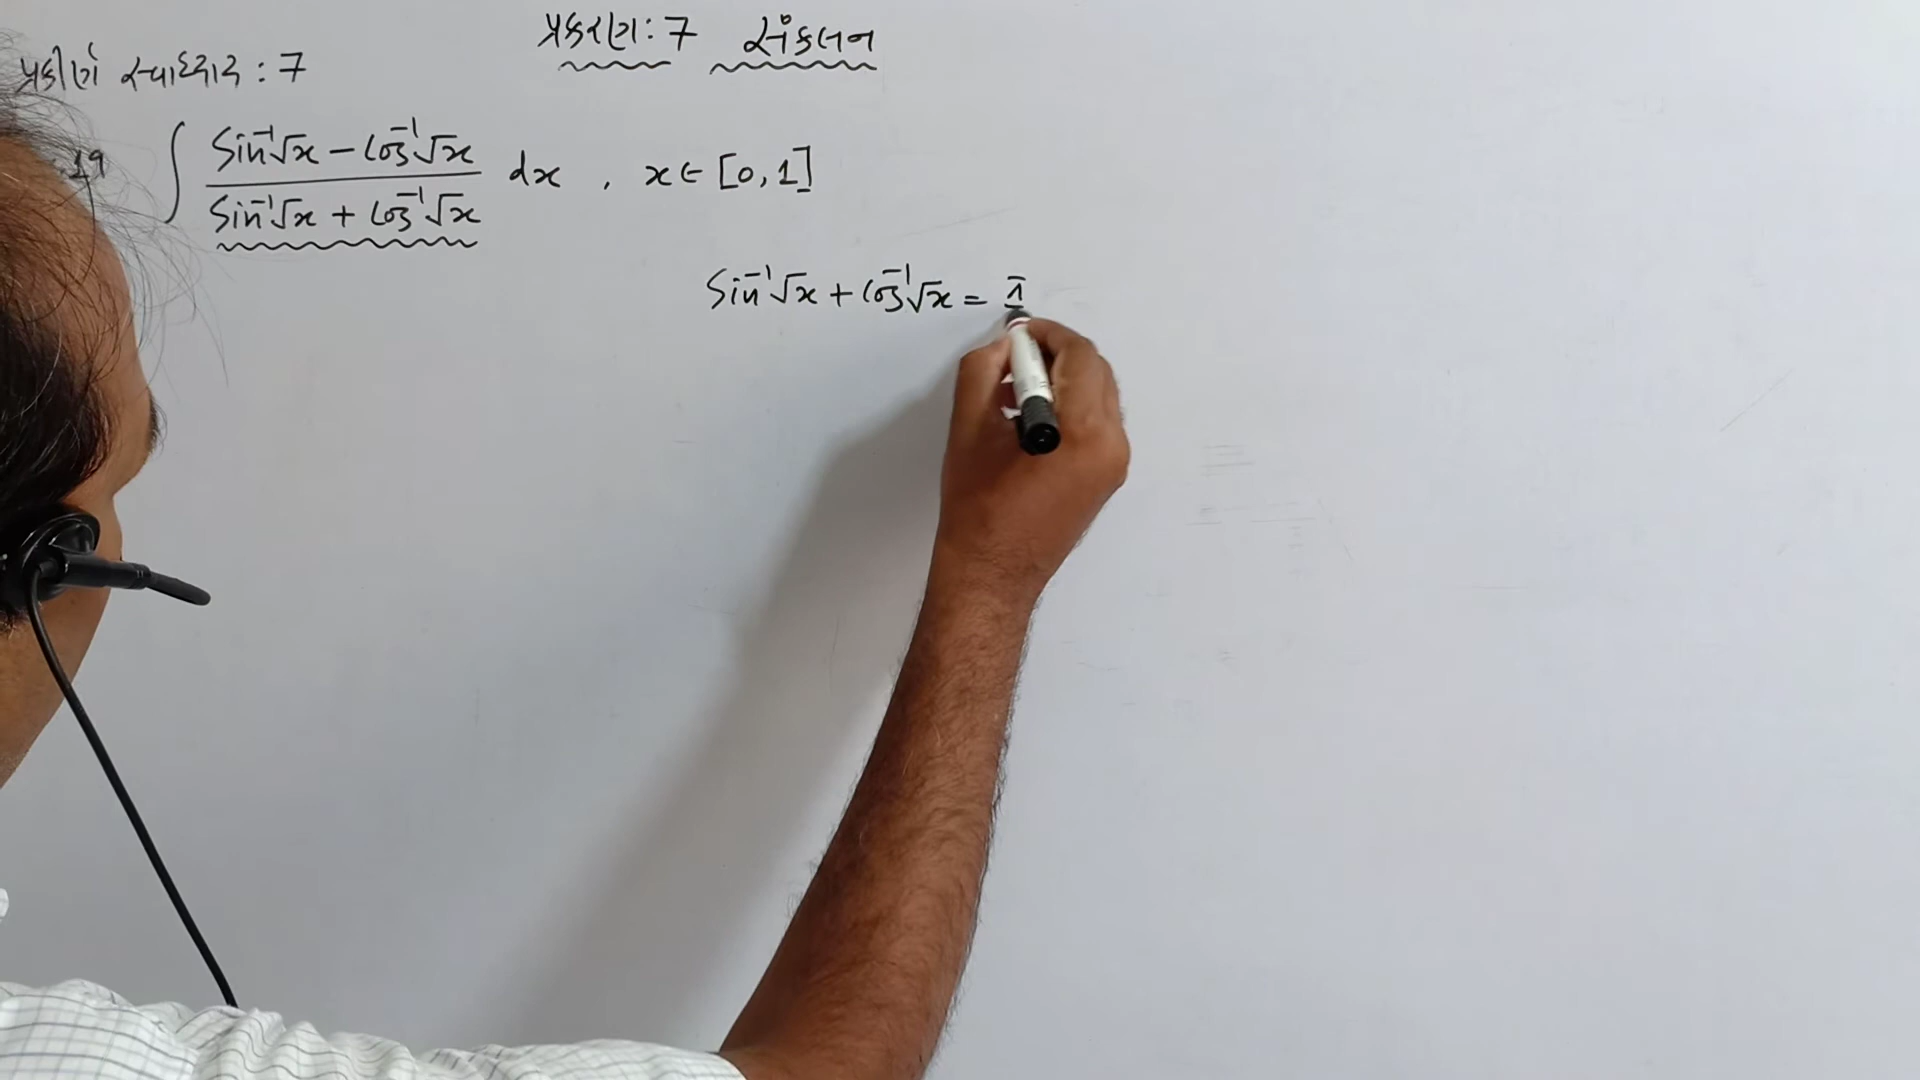 પ્રકરણ : 7 સંકલન
પ્રકીર્ણ સ્વાધ્યાય : 7
19 ∫ (Sin⁻¹√x − Cos⁻¹√x) / (Sin⁻¹√x + Cos⁻¹√x) dx , x ∈ [0, 1]
Sin⁻¹√x + Cos⁻¹√x = π